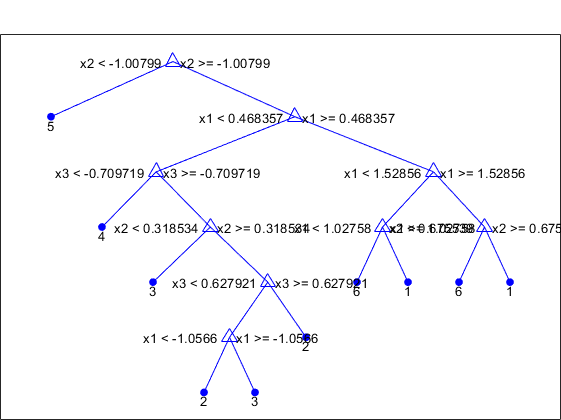 x2 < -1.00799 x2 >= -1.00799
5
x1 < 0.468357 x1 >= 0.468357
x3 < -0.709719 x3 >= -0.709719 x1 < 1.52856 x1 >= 1.52856
4
x2 < 0.318534 x2 >= 0.318534 x1 < 1.02758 x1 >= 1.02758 x2 >= 0.675
3
x3 < 0.627921 x3 >= 0.627921
6 1 6 1
x1 < -1.0566 x1 >= -1.0566
2
2 3